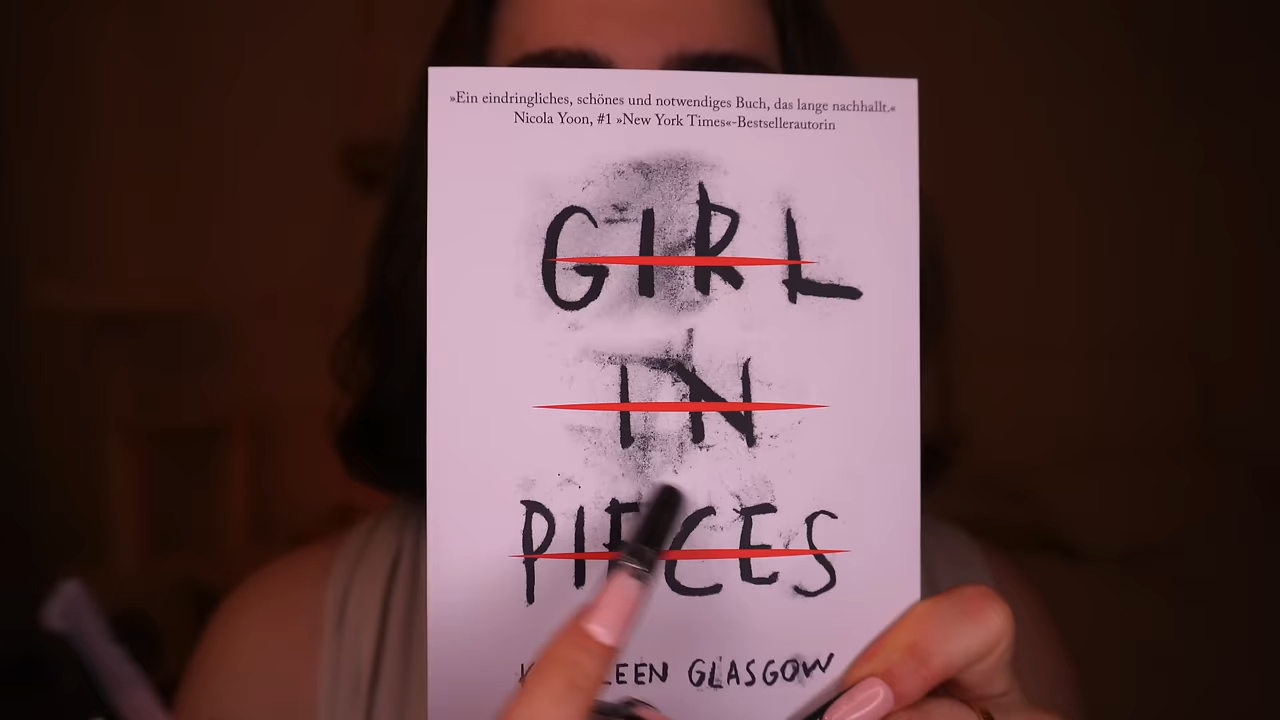 »Ein eindringliches, schönes und notwendiges Buch, das lange nachhallt.«
Nicola Yoon, #1 »New York Times«-Bestsellerautorin
GIRL
IN
PIECES
GLASGOW